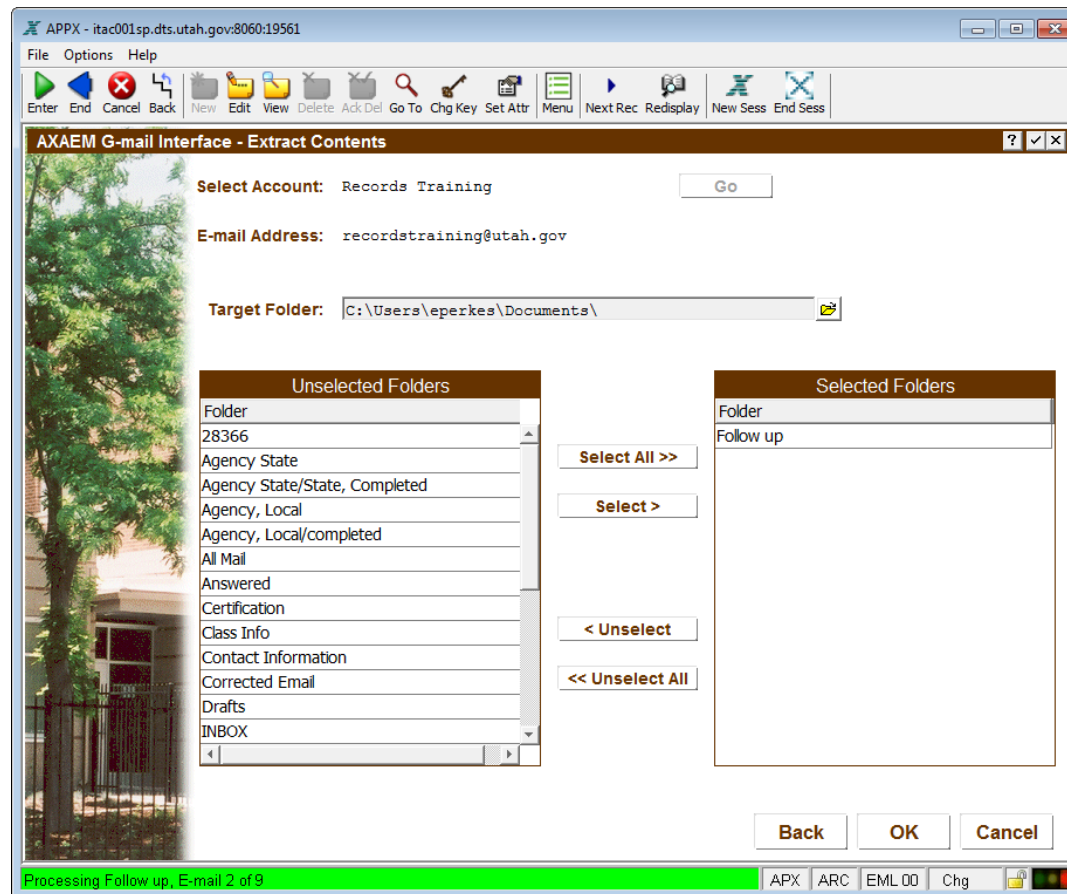 APPX - itac001sp.dts.utah.gov:8060:19561
File Options Help
Enter End Cancel Back New Edit View Delete Ack Del Go To Chg Key Set Attr Menu Next Rec Redisplay New Sess End Sess
AXAEM G-mail Interface - Extract Contents
Select Account: Records Training Go
E-mail Address: recordstraining@utah.gov
Target Folder: C:\Users\eperkes\Documents\
Unselected Folders
Folder
28366
Agency State
Agency State/State, Completed
Agency, Local
Agency, Local/completed
All Mail
Answered
Certification
Class Info
Contact Information
Corrected Email
Drafts
INBOX
Select All >>
Select >
< Unselect
<< Unselect All
Selected Folders
Folder
Follow up
Back OK Cancel
Processing Follow up, E-mail 2 of 9 APX ARC EML 00 Chg